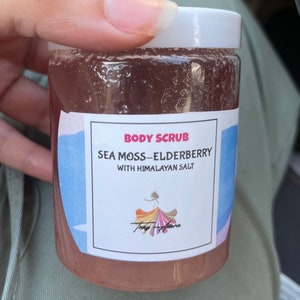 BODY SCRUB
SEA MOSS—ELDERBERRY
WITH HIMALAYAN SALT